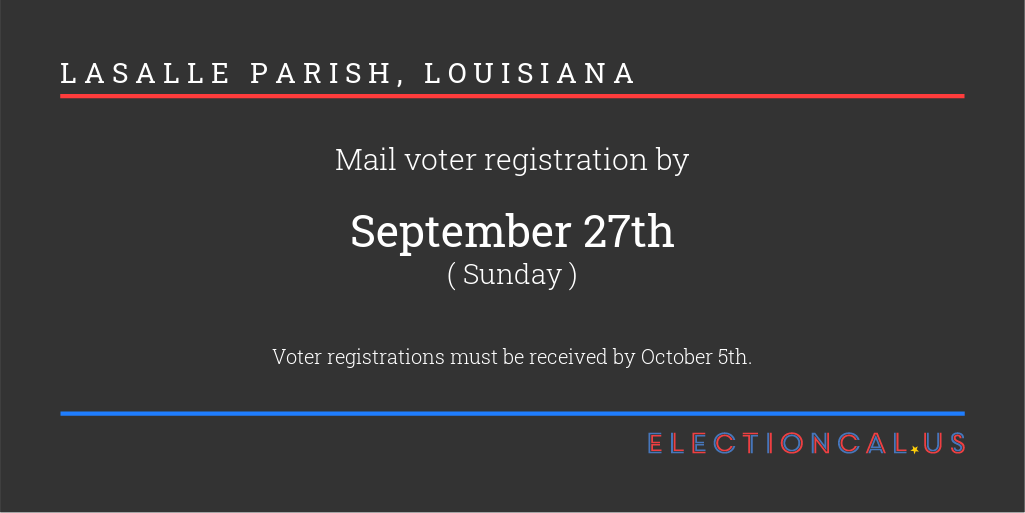 LASALLE PARISH, LOUISIANA
Mail voter registration by
September 27th
( Sunday )
Voter registrations must be received by October 5th.
ELECTIONCAL.US